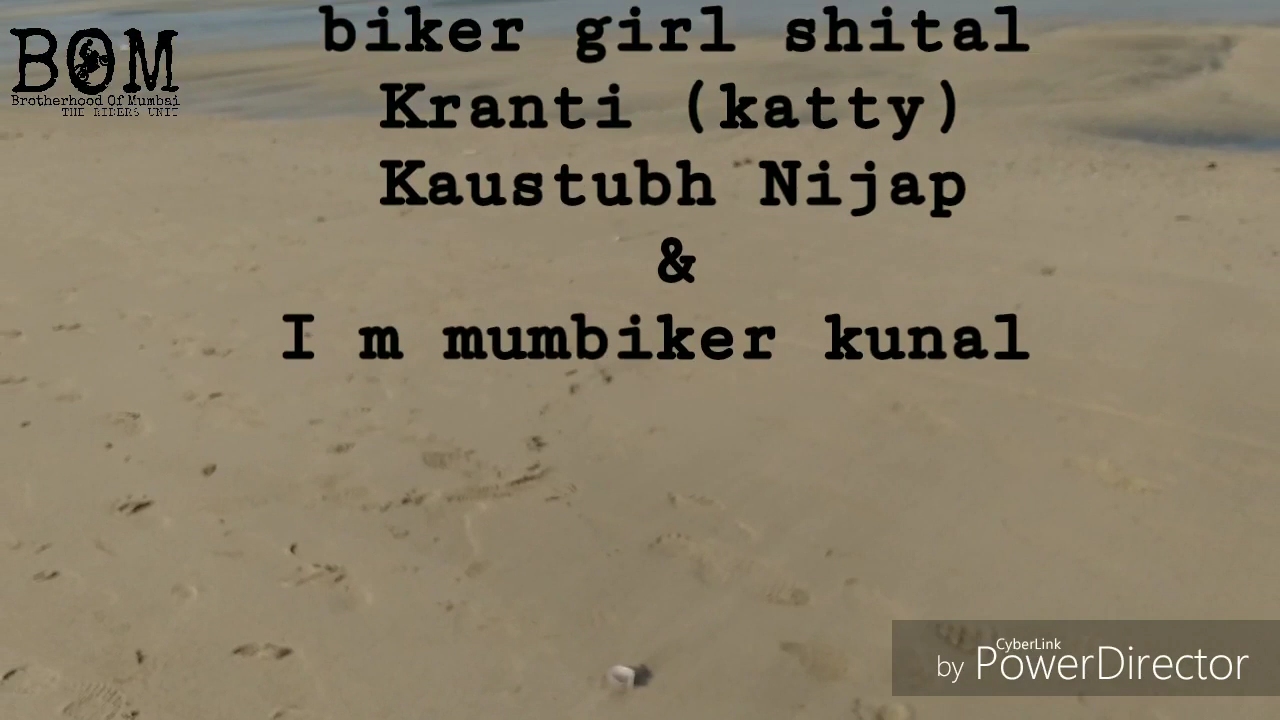 biker girl shital
BOM
Brotherhood Of Mumbai
THE RIDERS UNIT
Kranti (katty)
Kaustubh Nijap
&
I m mumbiker kunal
CyberLink
by PowerDirector